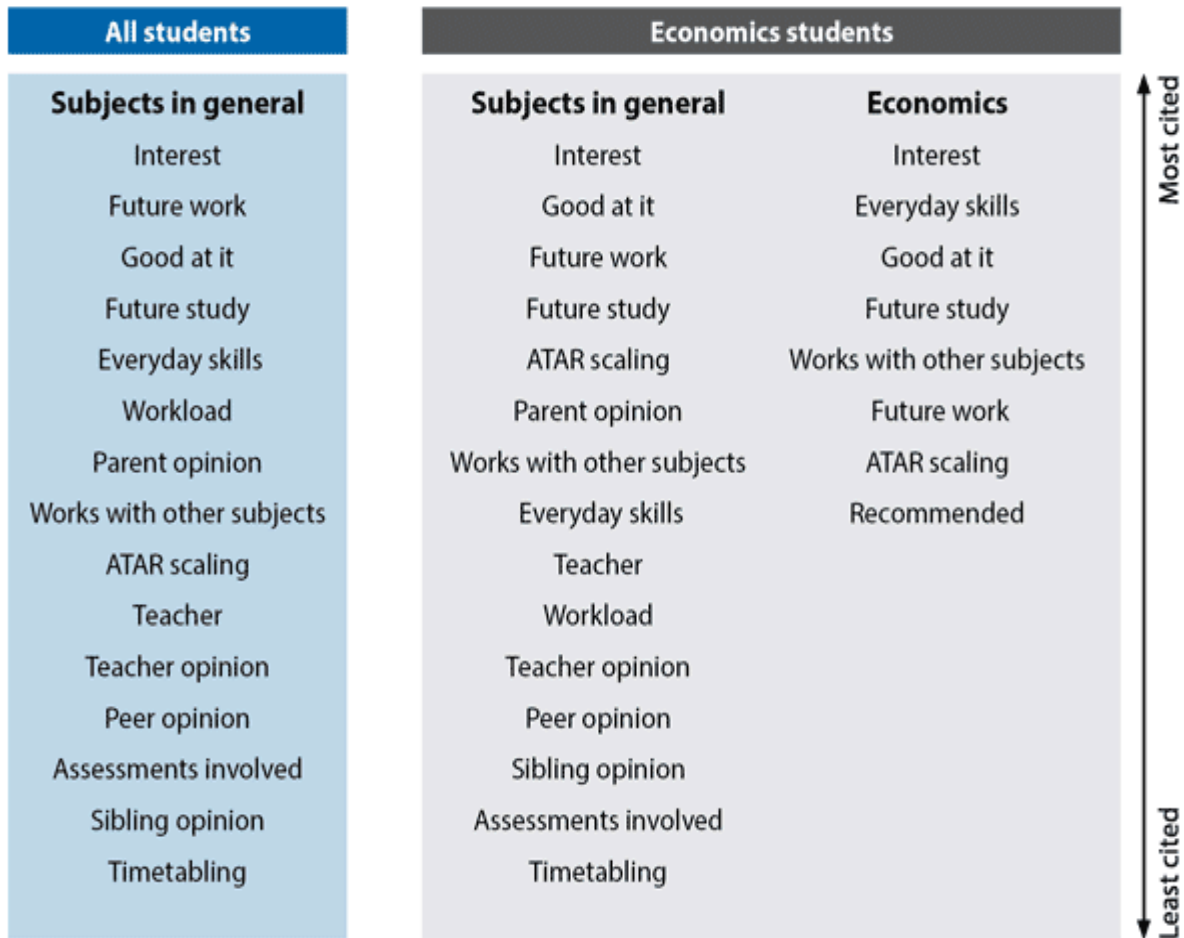 All students
Subjects in general
Interest
Future work
Good at it
Future study
Everyday skills
Workload
Parent opinion
Works with other subjects
ATAR scaling
Teacher
Teacher opinion
Peer opinion
Assessments involved
Sibling opinion
Timetabling
Economics students
Subjects in general
Interest
Good at it
Future work
Future study
ATAR scaling
Parent opinion
Works with other subjects
Everyday skills
Teacher
Workload
Teacher opinion
Peer opinion
Sibling opinion
Assessments involved
Timetabling
Economics
Interest
Everyday skills
Good at it
Future study
Works with other subjects
Future work
ATAR scaling
Recommended
Most cited
Least cited